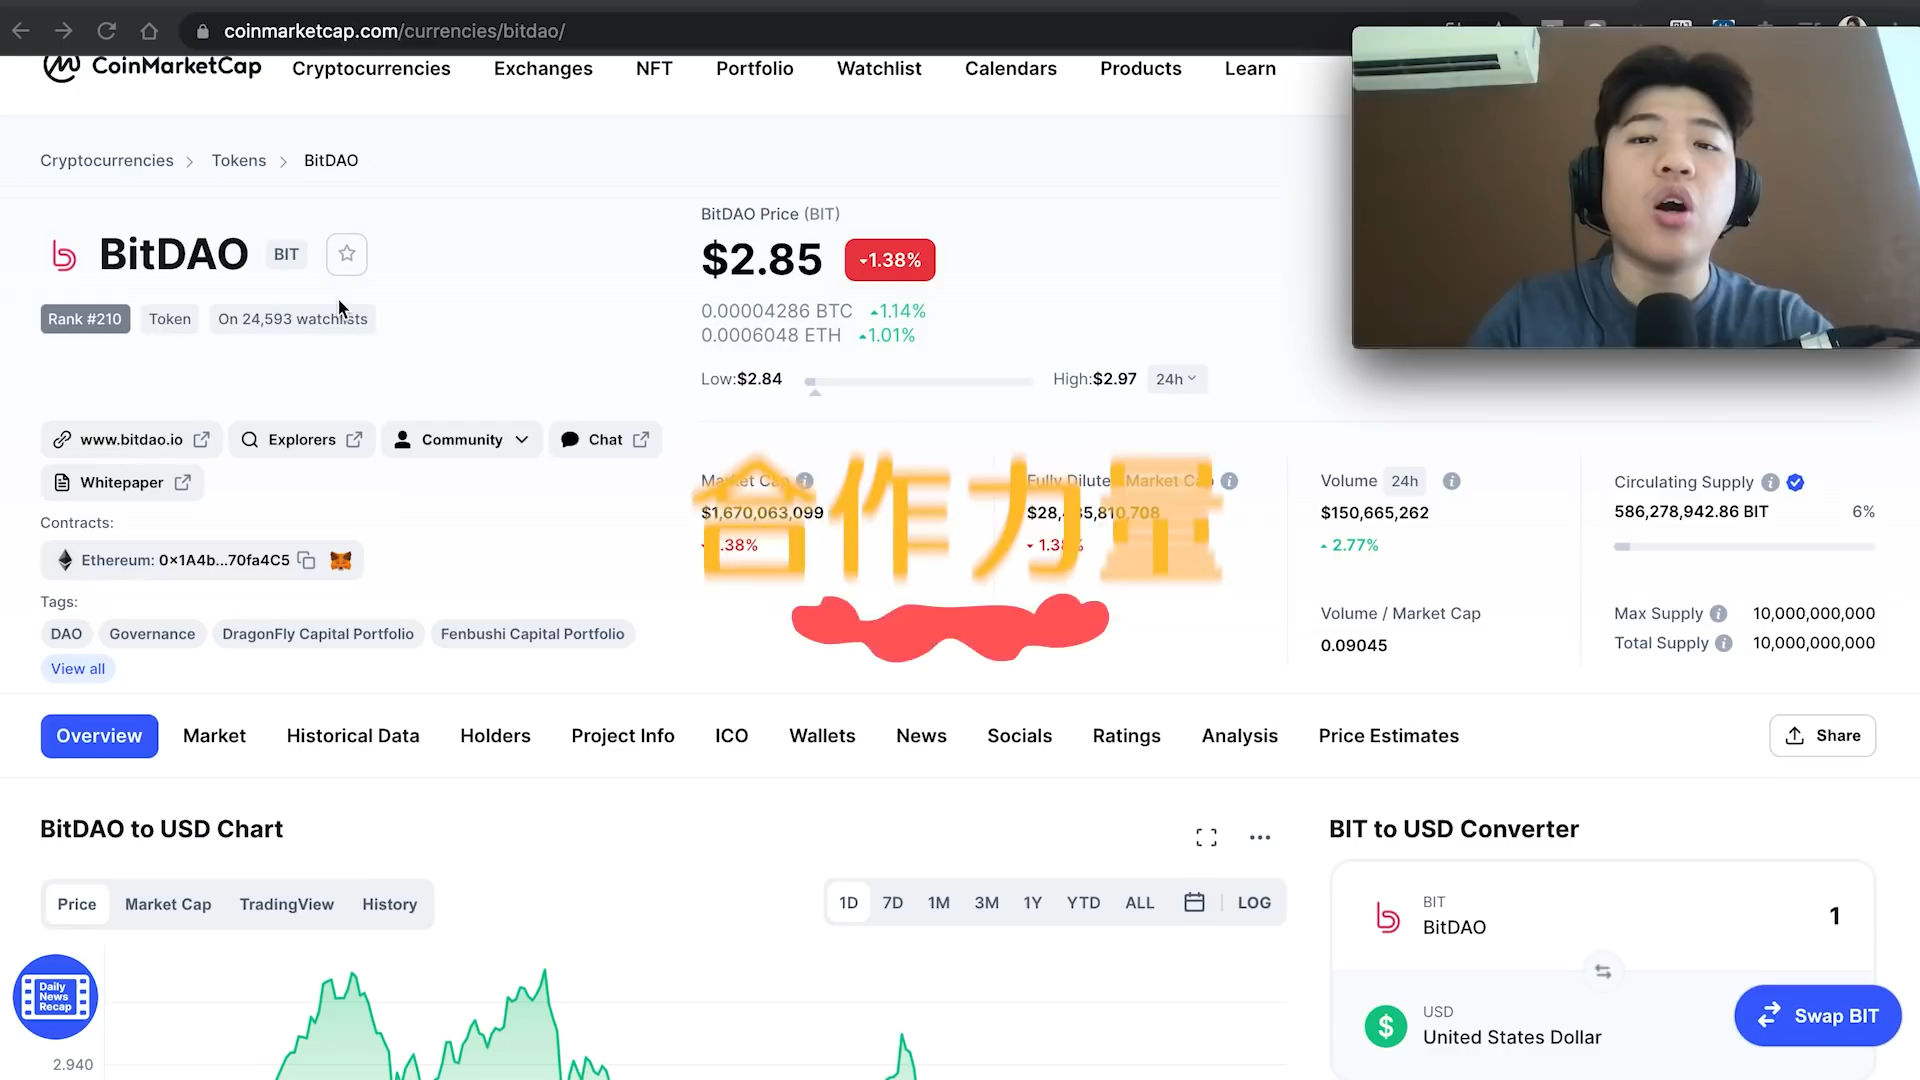 coinmarketcap.com/currencies/bitdao/
CoinMarketCap
Cryptocurrencies
Exchanges
NFT
Portfolio
Watchlist
Calendars
Products
Learn
Cryptocurrencies > Tokens > BitDAO
BitDAO BIT
Rank #210
Token
On 24,593 watchlists
BitDAO Price (BIT)
$2.85
1.38%
0.00004286 BTC 1.14%
0.0006048 ETH 1.01%
Low:$2.84
High:$2.97
24h
www.bitdao.io
Explorers
Community
Chat
Whitepaper
Contracts:
Ethereum: 0x1A4b...70fa4C5
Tags:
DAO
Governance
DragonFly Capital Portfolio
Fenbushi Capital Portfolio
View all
Market Cap
$1,670,063,099
合作力量
Volume 24h
$150,665,262
2.77%
Volume / Market Cap
0.09045
Circulating Supply
586,278,942.86 BIT
6%
Max Supply
10,000,000,000
Total Supply
10,000,000,000
Overview
Market
Historical Data
Holders
Project Info
ICO
Wallets
News
Socials
Ratings
Analysis
Price Estimates
Share
BitDAO to USD Chart
Price
Market Cap
TradingView
History
1D
7D
1M
3M
1Y
YTD
ALL
LOG
2.940
Daily
News
Recap
BIT to USD Converter
BIT
BitDAO
1
USD
United States Dollar
Swap BIT